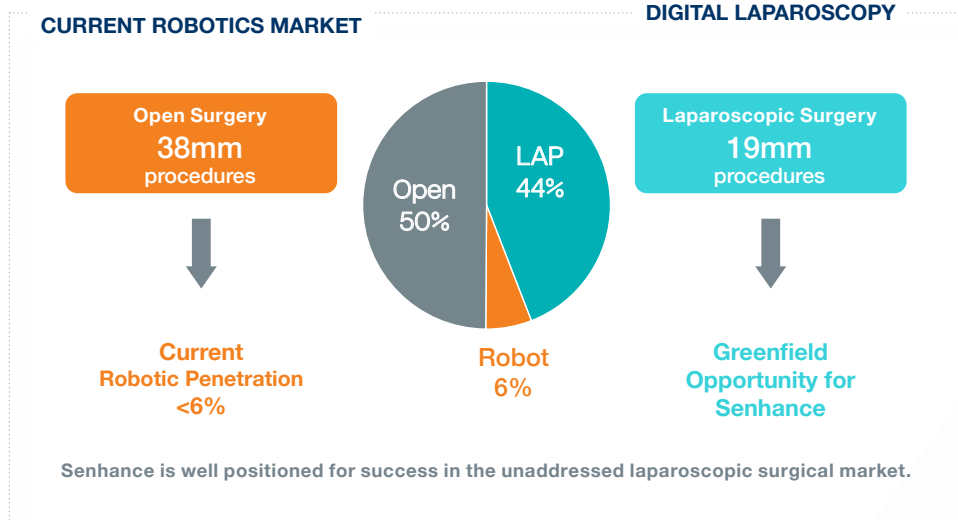 CURRENT ROBOTICS MARKET
DIGITAL LAPAROSCOPY
Open Surgery
38mm
procedures
Current
Robotic Penetration
<6%
Open
50%
LAP
44%
Robot
6%
Laparoscopic Surgery
19mm
procedures
Greenfield
Opportunity for
Senhance
Senhance is well positioned for success in the unaddressed laparoscopic surgical market.